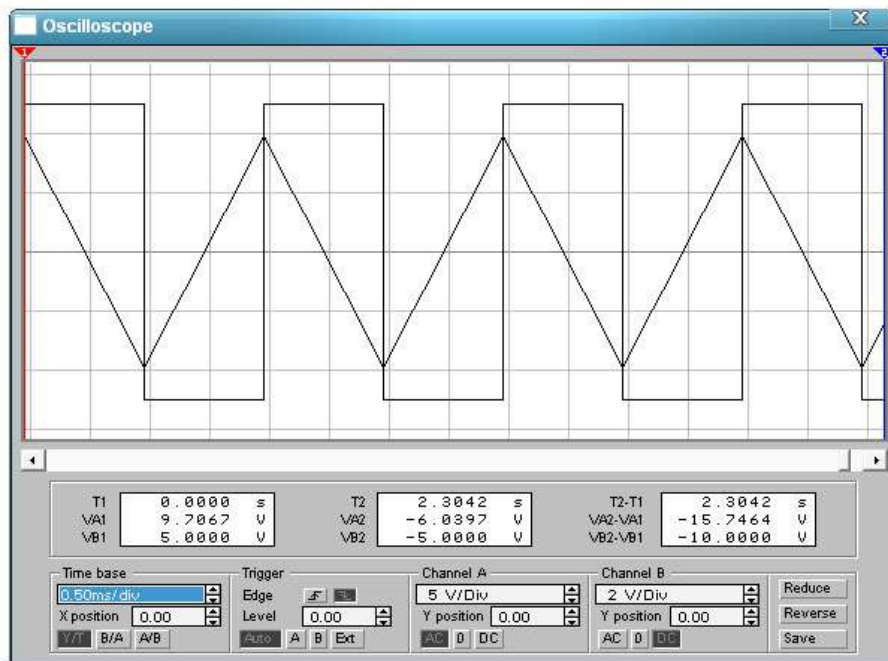 Oscilloscope
X
1 2
T1 0.0000 s T2 2.3042 s T2-T1 2.3042 s
VA1 9.7067 V VA2 -6.0397 V VA2-VA1 -15.7464 V
VB1 5.0000 V VB2 -5.0000 V VB2-VB1 -10.0000 V
Time base Trigger Channel A Channel B
0.50ms/div Edge 5 V/Div 2 V/Div Reduce
X position 0.00 Level 0.00 Y position 0.00 Y position 0.00 Reverse
Y/T B/A A/B Auto A B Ext AC 0 DC AC 0 DC Save